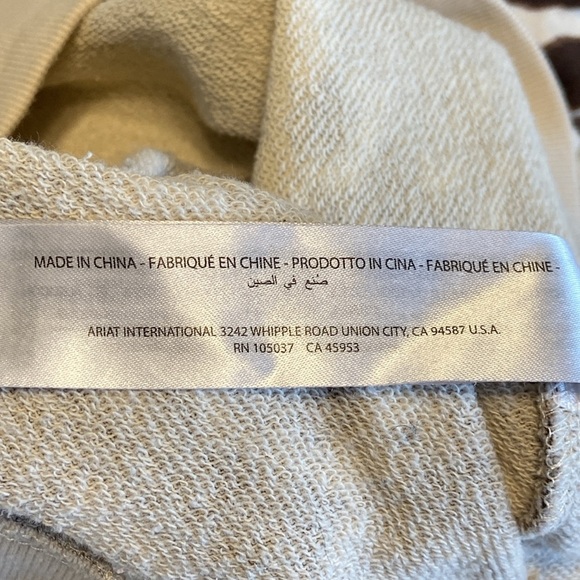 MADE IN CHINA - FABRIQUÉ EN CHINE - PRODOTTO IN CINA - FABRIQUÉ EN CHINE -
صنع في الصين
ARIAT INTERNATIONAL 3242 WHIPPLE ROAD UNION CITY, CA 94587 U.S.A.
RN 105037 CA 45953